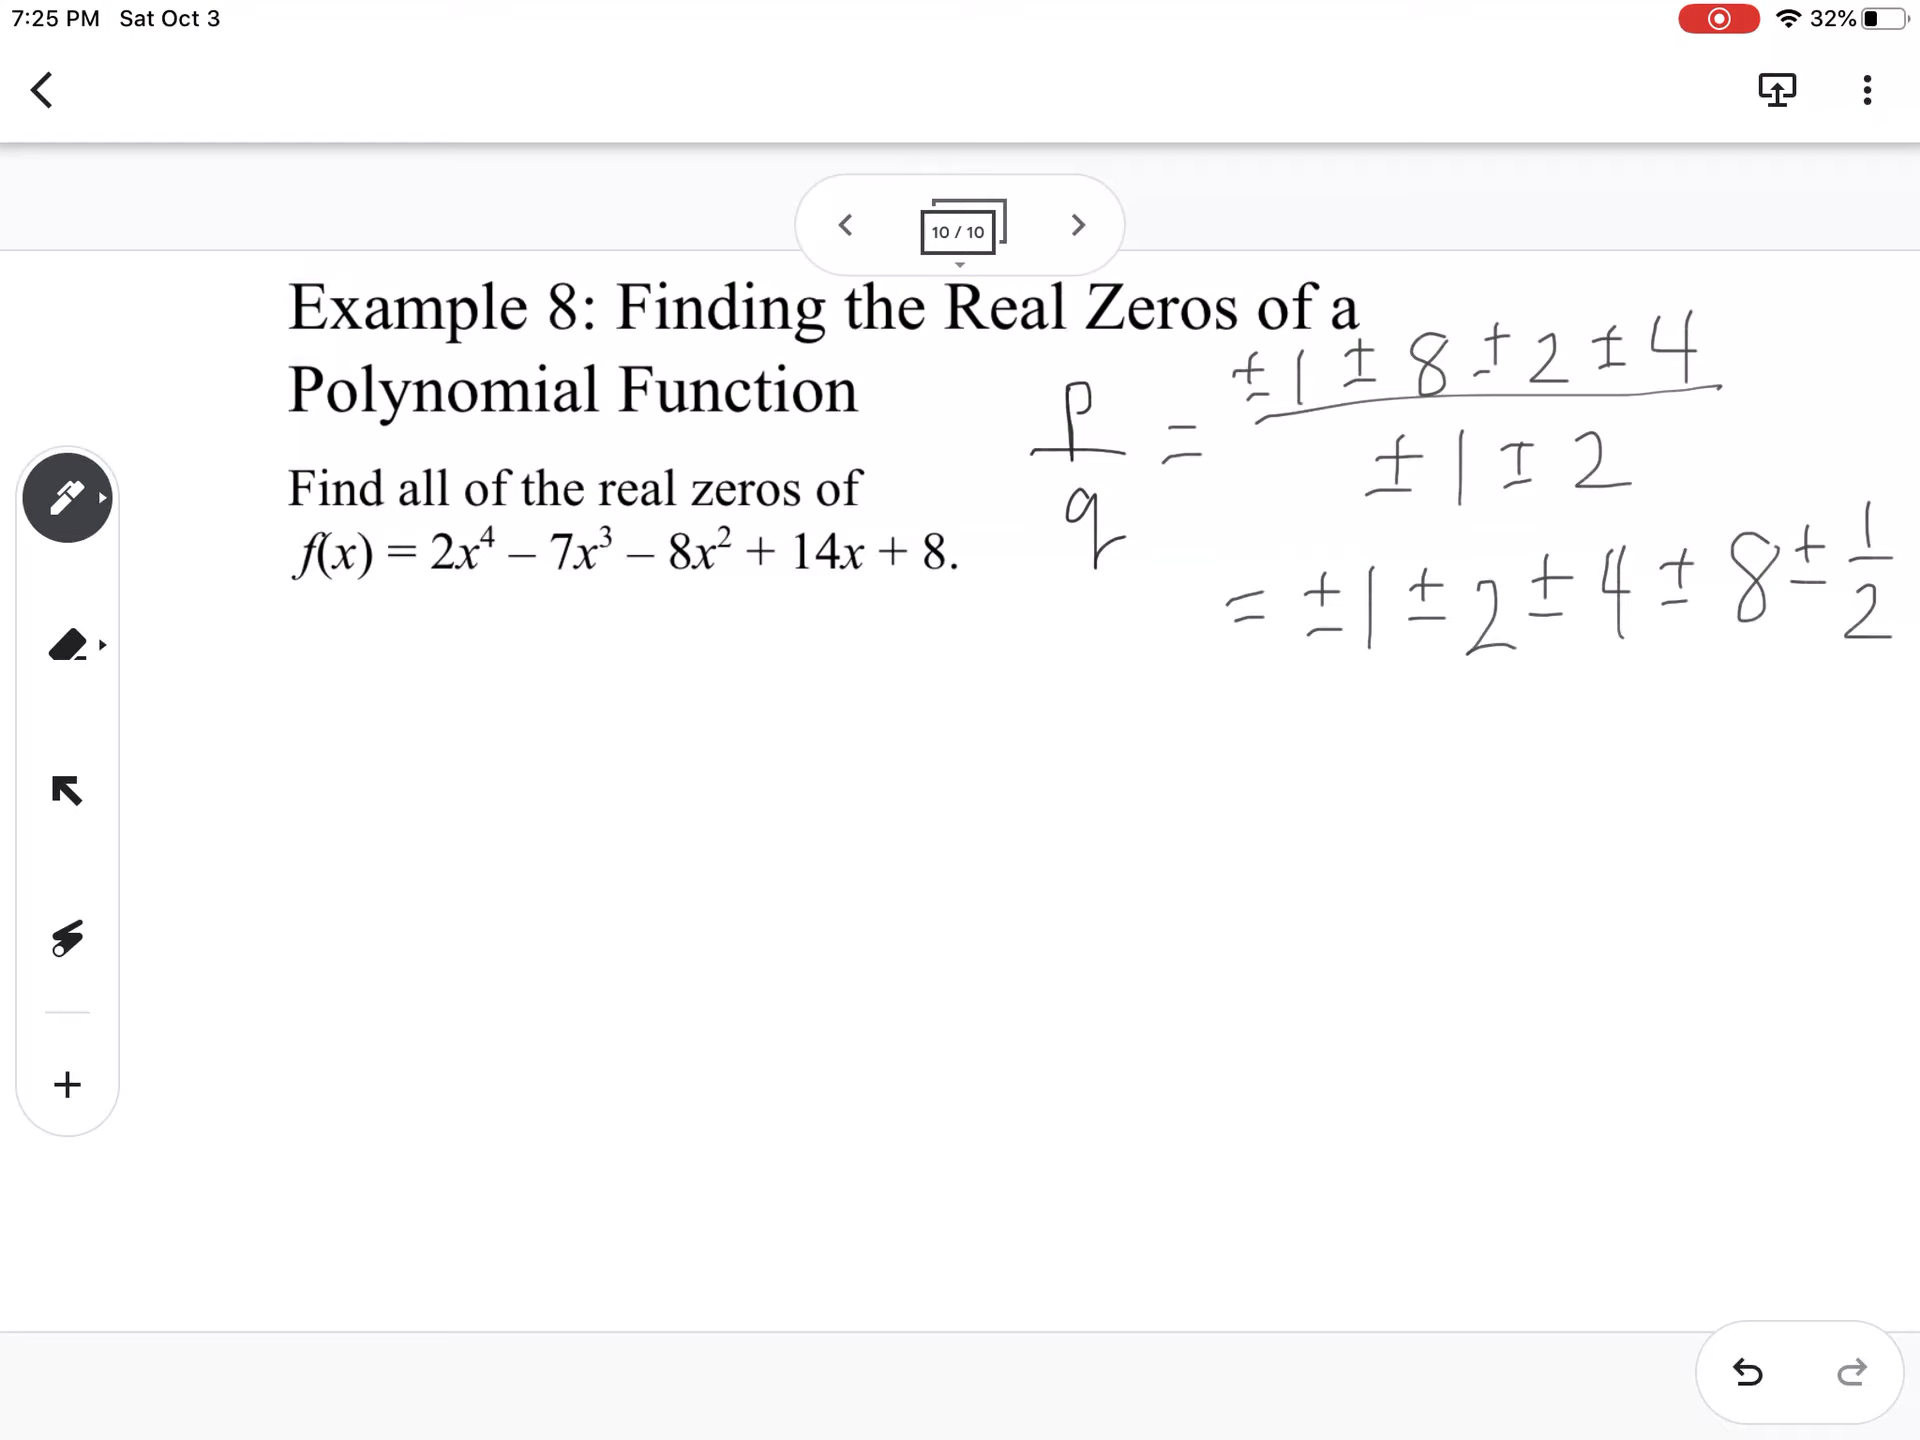 7:25 PM Sat Oct 3
32%
10 / 10
Example 8: Finding the Real Zeros of a
Polynomial Function
Find all of the real zeros of
f(x) = 2x⁴ – 7x³ – 8x² + 14x + 8.
p/q = ±1 ±8 ±2 ±4 / ±1 ±2
= ±1 ±2 ±4 ±8 ±1/2